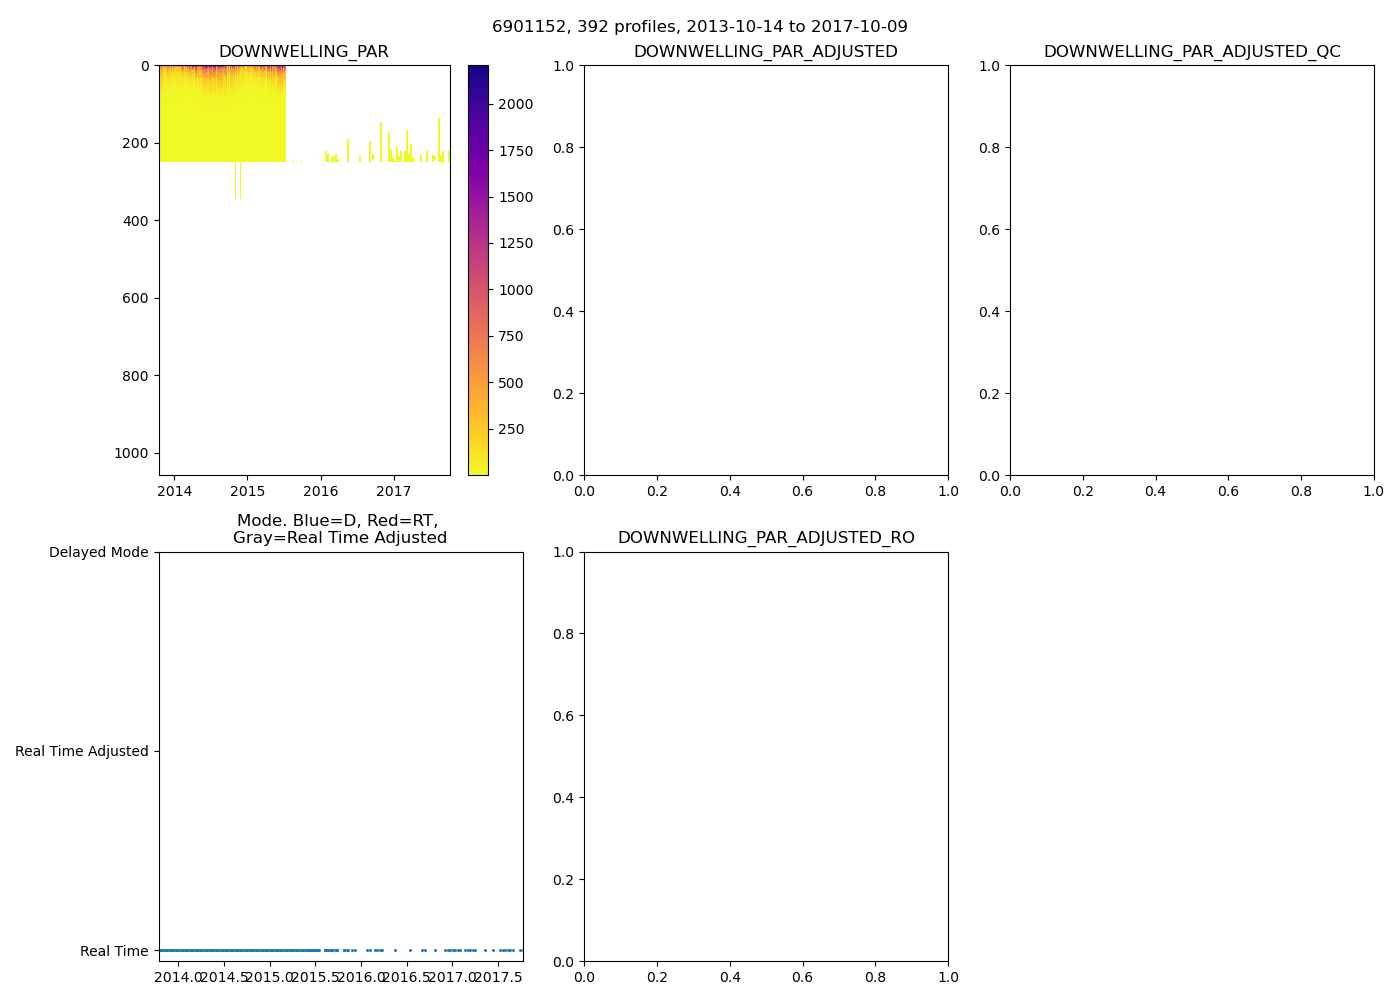 6901152, 392 profiles, 2013-10-14 to 2017-10-09
DOWNWELLING_PAR
0
200
400
600
800
1000
2014 2015 2016 2017
2000
1750
1500
1250
1000
750
500
250
DOWNWELLING_PAR_ADJUSTED
1.0
0.8
0.6
0.4
0.2
0.0
0.0 0.2 0.4 0.6 0.8 1.0
DOWNWELLING_PAR_ADJUSTED_QC
1.0
0.8
0.6
0.4
0.2
0.0
0.0 0.2 0.4 0.6 0.8 1.0
Mode. Blue=D, Red=RT,
Gray=Real Time Adjusted
Delayed Mode
Real Time Adjusted
Real Time
2014.0 2014.5 2015.0 2015.5 2016.0 2016.5 2017.0 2017.5
DOWNWELLING_PAR_ADJUSTED_RO
1.0
0.8
0.6
0.4
0.2
0.0
0.0 0.2 0.4 0.6 0.8 1.0